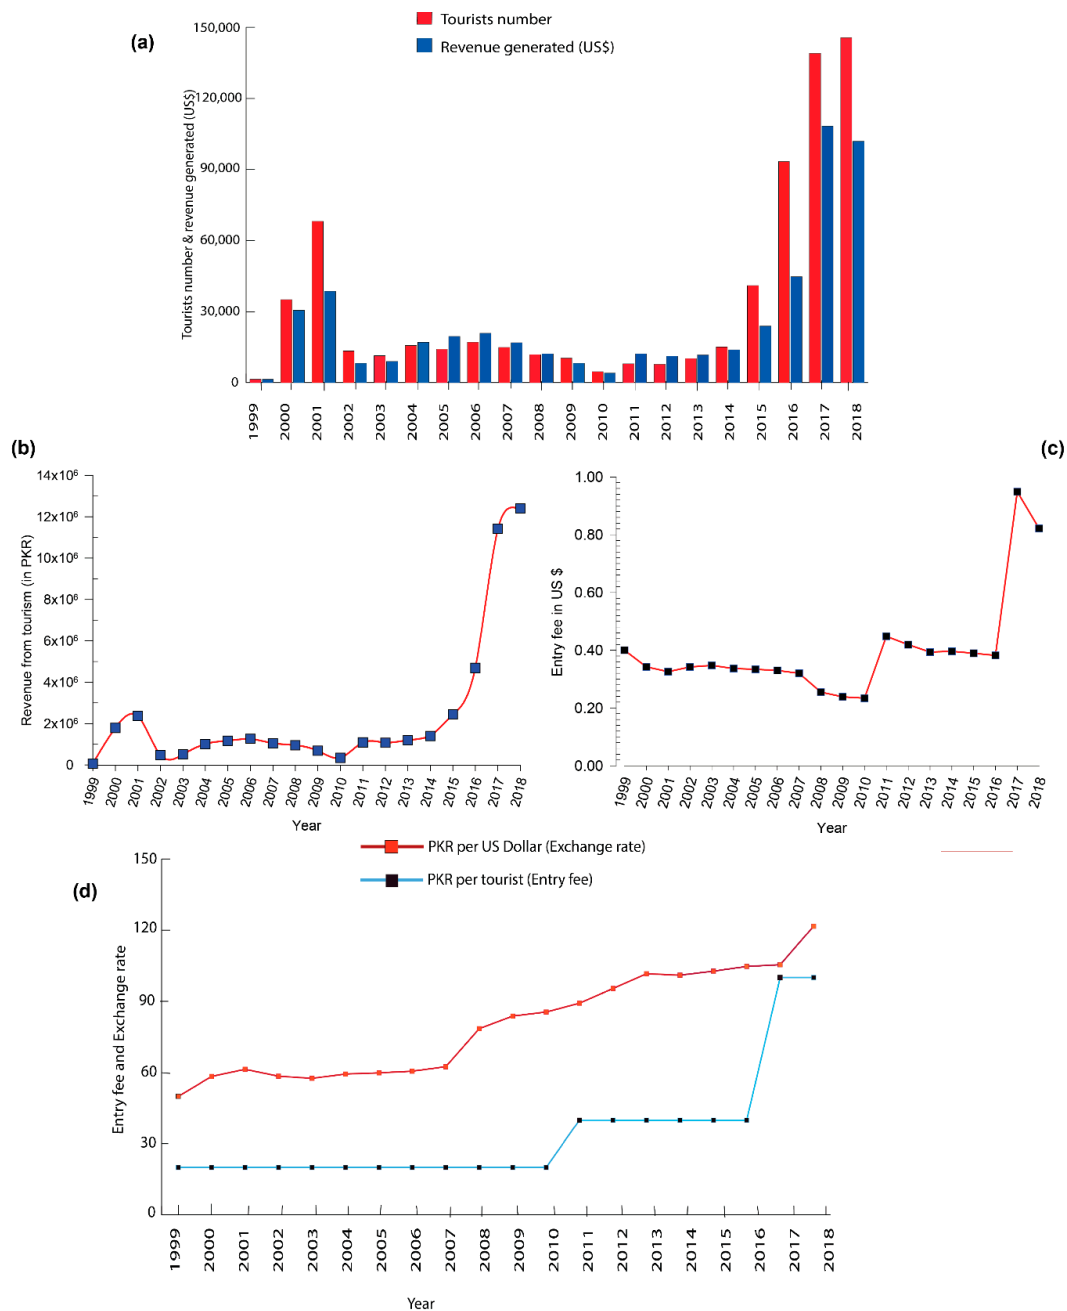 (a)
Tourists number
Revenue generated (US$)
Tourists number & revenue generated (US$)
150,000
120,000
90,000
60,000
30,000
0
1999 2000 2001 2002 2003 2004 2005 2006 2007 2008 2009 2010 2011 2012 2013 2014 2015 2016 2017 2018
(b)
Revenue from tourism (in PKR)
14x10⁶
12x10⁶
10x10⁶
8x10⁶
6x10⁶
4x10⁶
2x10⁶
0
1999 2000 2001 2002 2003 2004 2005 2006 2007 2008 2009 2010 2011 2012 2013 2014 2015 2016 2017 2018
Year
(c)
Entry fee in US $
1.00
0.80
0.60
0.40
0.20
0.00
1999 2000 2001 2002 2003 2004 2005 2006 2007 2008 2009 2010 2011 2012 2013 2014 2015 2016 2017 2018
Year
(d)
PKR per US Dollar (Exchange rate)
PKR per tourist (Entry fee)
Entry fee and Exchange rate
150
120
90
60
30
0
1999 2000 2001 2002 2003 2004 2005 2006 2007 2008 2009 2010 2011 2012 2013 2014 2015 2016 2017 2018
Year